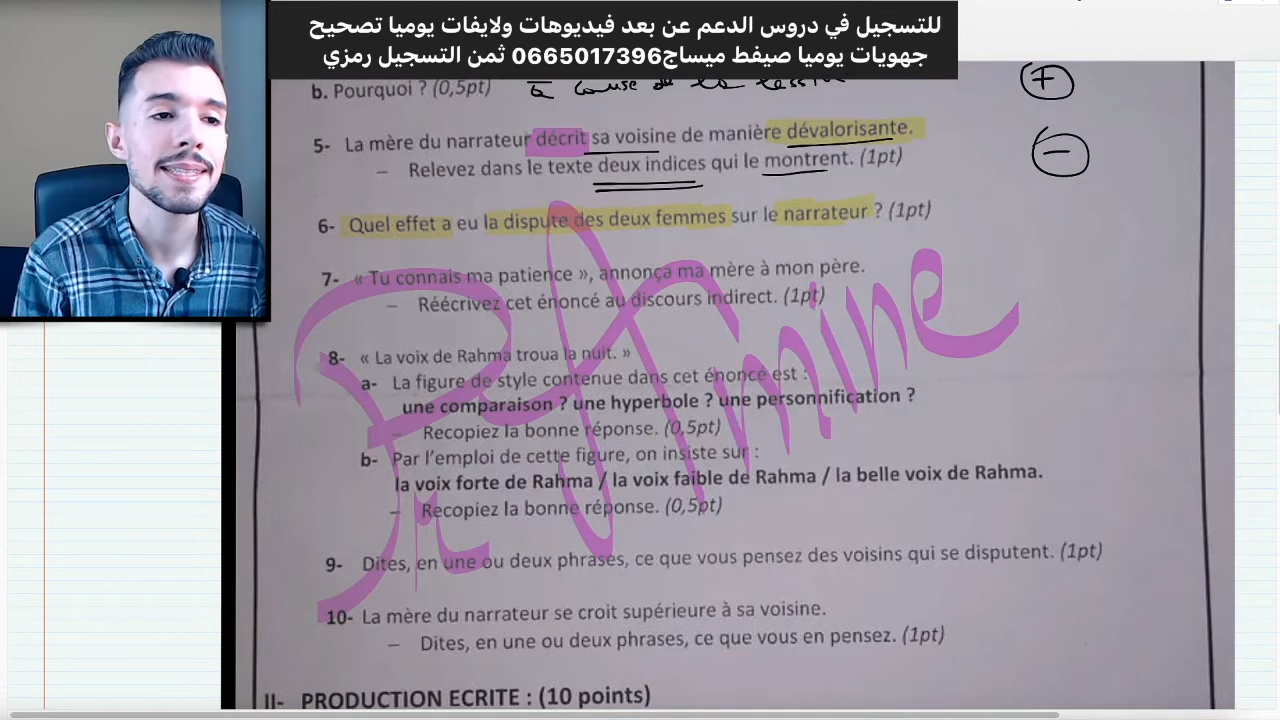 للتسجيل في دروس الدعم عن بعد فيديوهات ولايفات يوميا تصحيح
جهويات يوميا صيفط ميساج0665017396 ثمن التسجيل رمزي
b. Pourquoi ? (0,5pt) à cause de la lessive
+
5- La mère du narrateur décrit sa voisine de manière dévalorisante.
– Relevez dans le texte deux indices qui le montrent. (1pt)
–
6- Quel effet a eu la dispute des deux femmes sur le narrateur ? (1pt)
7- « Tu connais ma patience », annonça ma mère à mon père.
– Réécrivez cet énoncé au discours indirect. (1pt)
8- « La voix de Rahma troua la nuit. »
a- La figure de style contenue dans cet énoncé est :
une comparaison ? une hyperbole ? une personnification ?
– Recopiez la bonne réponse. (0,5pt)
b- Par l’emploi de cette figure, on insiste sur :
la voix forte de Rahma / la voix faible de Rahma / la belle voix de Rahma.
– Recopiez la bonne réponse. (0,5pt)
9- Dites, en une ou deux phrases, ce que vous pensez des voisins qui se disputent. (1pt)
10- La mère du narrateur se croit supérieure à sa voisine.
– Dites, en une ou deux phrases, ce que vous en pensez. (1pt)
II- PRODUCTION ECRITE : (10 points)
Pr Amine